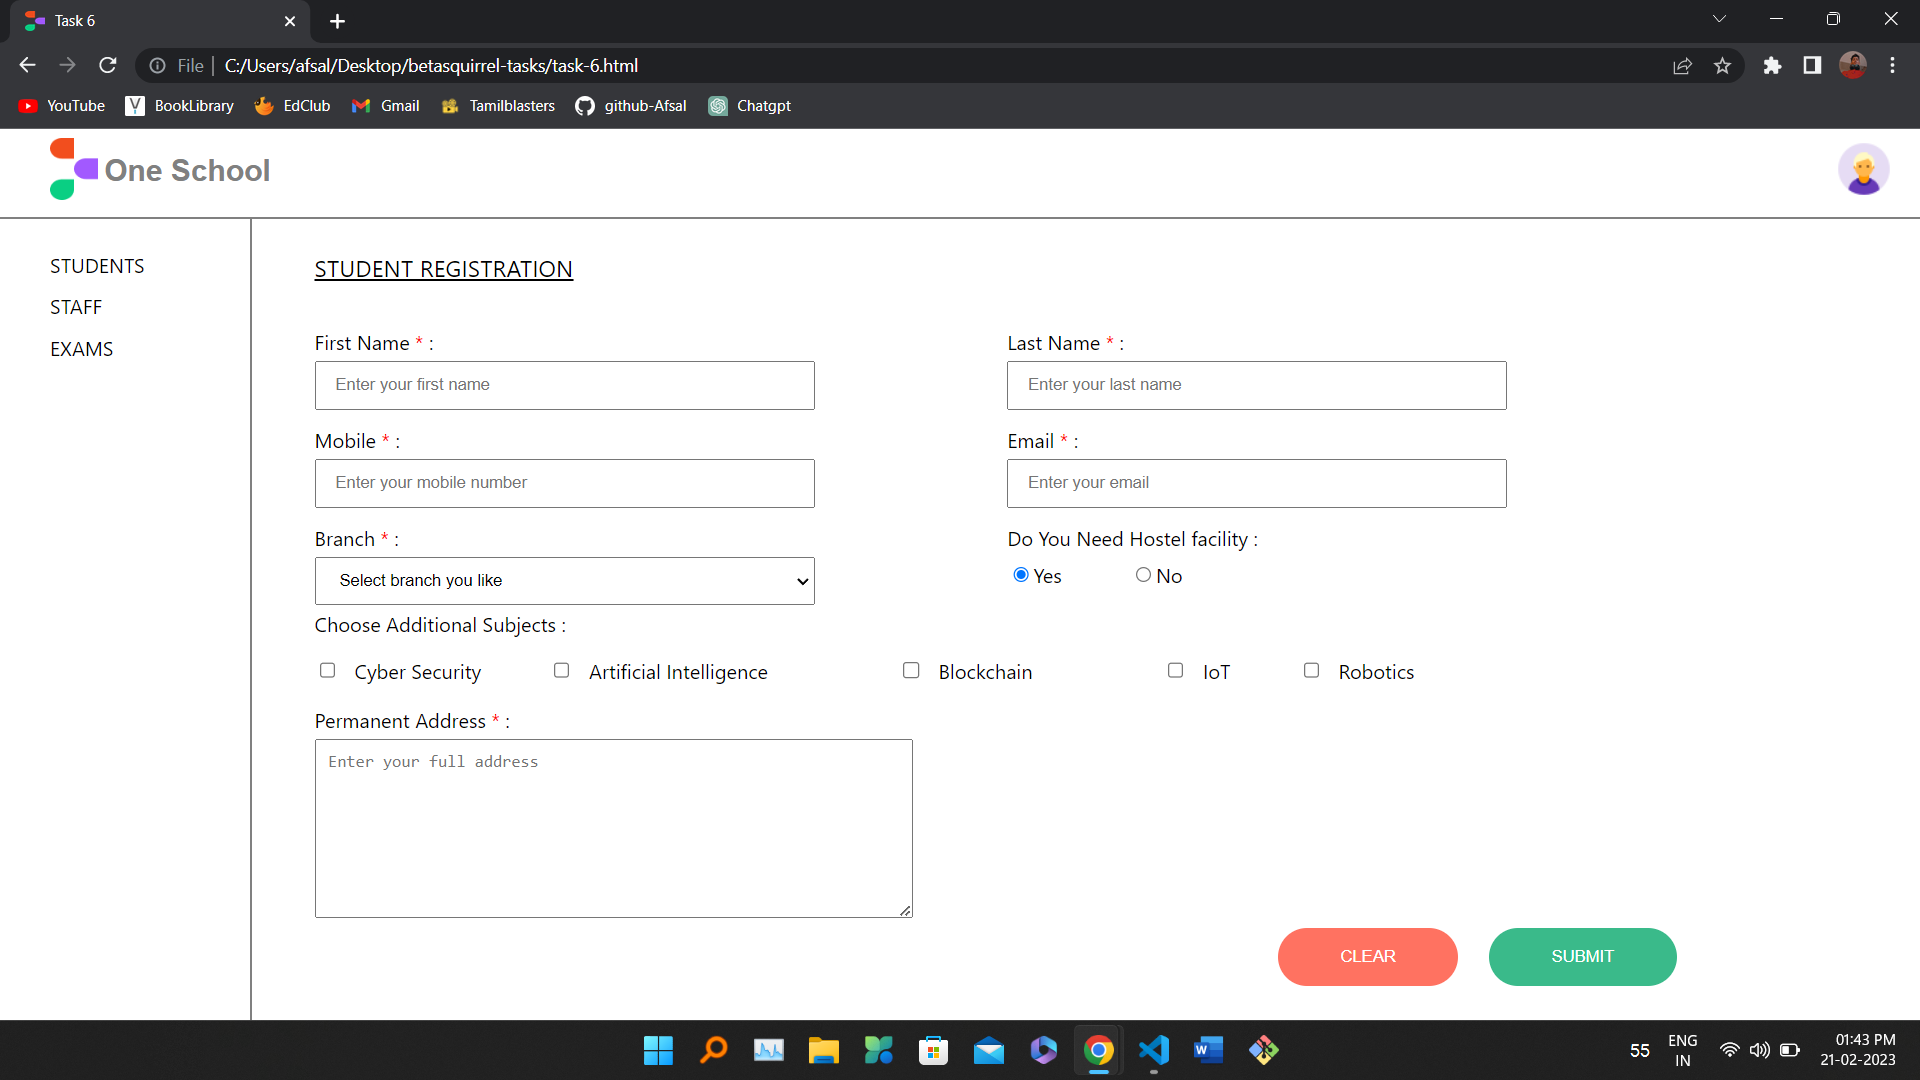 Task 6
File | C:/Users/afsal/Desktop/betasquirrel-tasks/task-6.html
YouTube BookLibrary EdClub Gmail Tamilblasters github-Afsal Chatgpt
One School
STUDENTS
STAFF
EXAMS
STUDENT REGISTRATION
First Name * : Last Name * :
Enter your first name Enter your last name
Mobile * : Email * :
Enter your mobile number Enter your email
Branch * : Do You Need Hostel facility :
Select branch you like Yes No
Choose Additional Subjects :
Cyber Security Artificial Intelligence Blockchain IoT Robotics
Permanent Address * :
Enter your full address
CLEAR SUBMIT
55 ENG IN 01:43 PM
21-02-2023